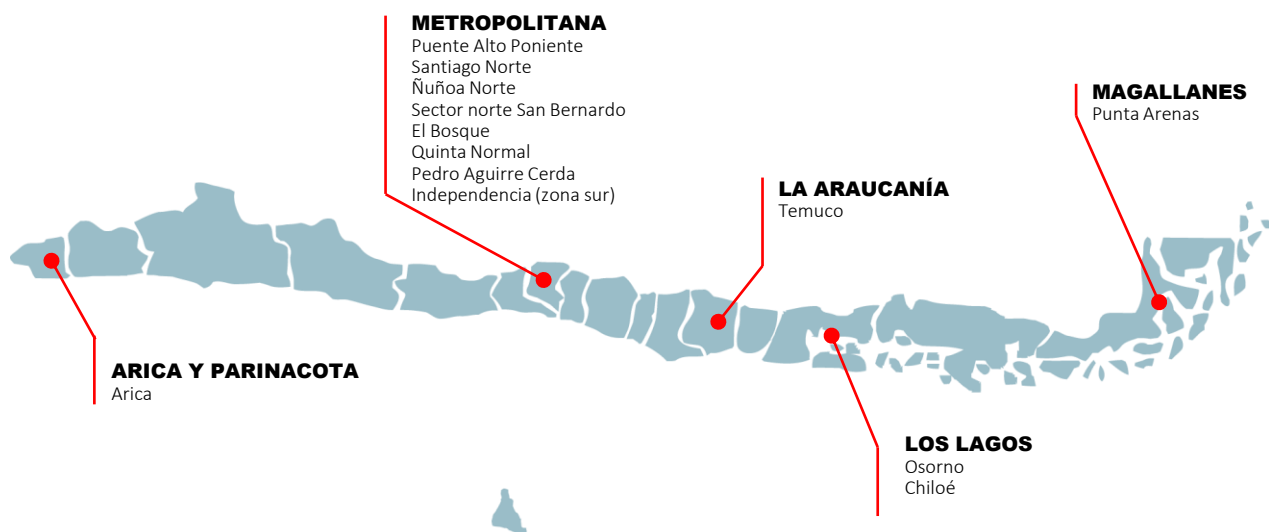 METROPOLITANA
Puente Alto Poniente
Santiago Norte
Ñuñoa Norte
Sector norte San Bernardo
El Bosque
Quinta Normal
Pedro Aguirre Cerda
Independencia (zona sur)
MAGALLANES
Punta Arenas
LA ARAUCANÍA
Temuco
ARICA Y PARINACOTA
Arica
LOS LAGOS
Osorno
Chiloé